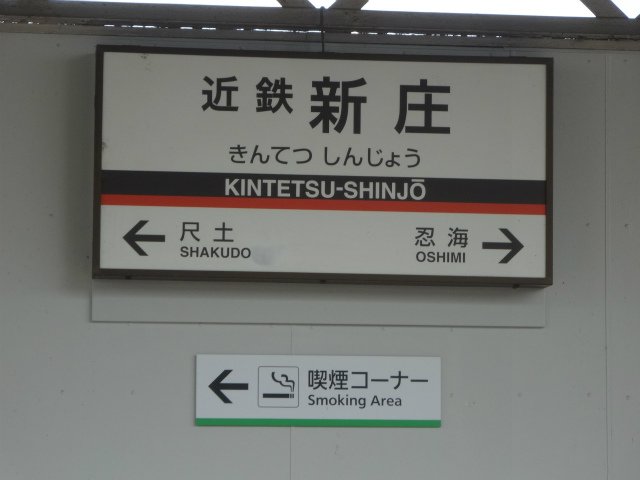 近鉄 新庄
きんてつ しんじょう
KINTETSU-SHINJŌ
← 尺土
SHAKUDO
忍海 →
OSHIMI
← 喫煙コーナー
Smoking Area